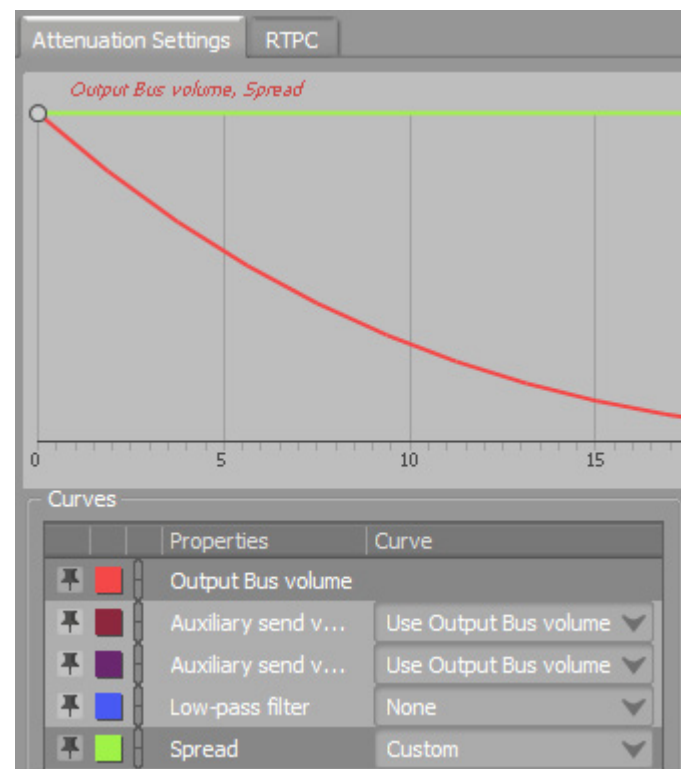 Attenuation Settings RTPC
Output Bus volume, Spread
0 5 10 15
Curves
Properties Curve
Output Bus volume
Auxiliary send v... Use Output Bus volume
Auxiliary send v... Use Output Bus volume
Low-pass filter None
Spread Custom